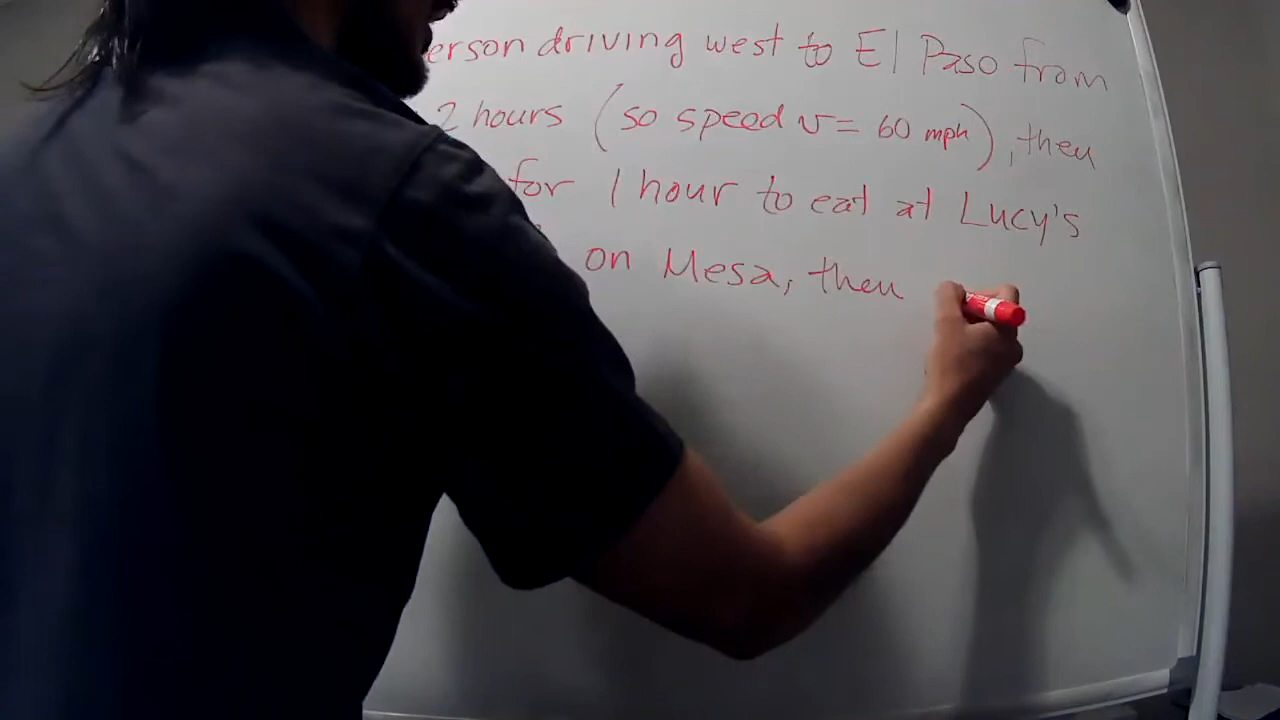 erson driving west to El Paso from
2 hours (so speed v = 60 mph), then
for 1 hour to eat at Lucy's
on Mesa, then